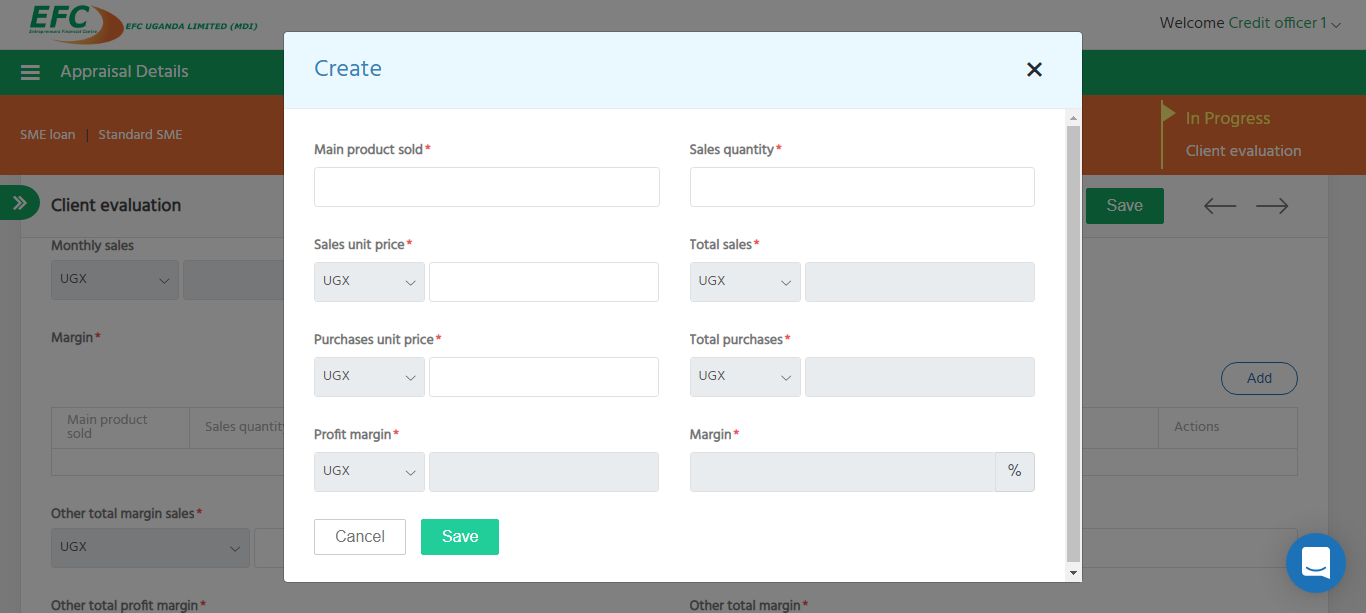 EFC
Entrepreneurs Financial Centre
EFC UGANDA LIMITED (MDI)
Welcome Credit officer 1
Appraisal Details
SME loan | Standard SME
In Progress
Client evaluation
Client evaluation
Save
Monthly sales
UGX
Margin*
Add
Main product
sold
Sales quantit
Actions
Other total margin sales*
UGX
Other total profit margin*
Other total margin*
Create
Main product sold*
Sales quantity*
Sales unit price*
Total sales*
UGX
UGX
Purchases unit price*
Total purchases*
UGX
UGX
Profit margin*
Margin*
UGX
%
Cancel
Save